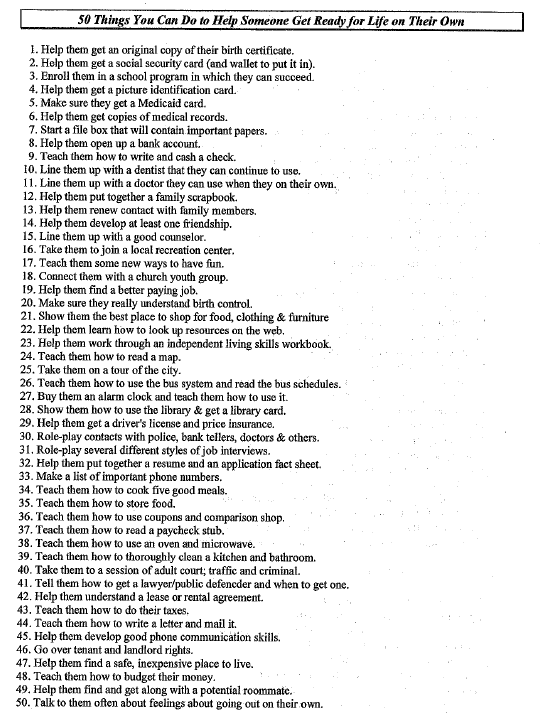 50 Things You Can Do to Help Someone Get Ready for Life on Their Own
1. Help them get an original copy of their birth certificate.
2. Help them get a social security card (and wallet to put it in).
3. Enroll them in a school program in which they can succeed.
4. Help them get a picture identification card.
5. Make sure they get a Medicaid card.
6. Help them get copies of medical records.
7. Start a file box that will contain important papers.
8. Help them open up a bank account.
9. Teach them how to write and cash a check.
10. Line them up with a dentist that they can continue to use.
11. Line them up with a doctor they can use when they on their own.
12. Help them put together a family scrapbook.
13. Help them renew contact with family members.
14. Help them develop at least one friendship.
15. Line them up with a good counselor.
16. Take them to join a local recreation center.
17. Teach them some new ways to have fun.
18. Connect them with a church youth group.
19. Help them find a better paying job.
20. Make sure they really understand birth control.
21. Show them the best place to shop for food, clothing & furniture
22. Help them learn how to look up resources on the web.
23. Help them work through an independent living skills workbook.
24. Teach them how to read a map.
25. Take them on a tour of the city.
26. Teach them how to use the bus system and read the bus schedules.
27. Buy them an alarm clock and teach them how to use it.
28. Show them how to use the library & get a library card.
29. Help them get a driver's license and price insurance.
30. Role-play contacts with police, bank tellers, doctors & others.
31. Role-play several different styles of job interviews.
32. Help them put together a resume and an application fact sheet.
33. Make a list of important phone numbers.
34. Teach them how to cook five good meals.
35. Teach them how to store food.
36. Teach them how to use coupons and comparison shop.
37. Teach them how to read a paycheck stub.
38. Teach them how to use an oven and microwave.
39. Teach them how to thoroughly clean a kitchen and bathroom.
40. Take them to a session of adult court; traffic and criminal.
41. Tell them how to get a lawyer/public defender and when to get one.
42. Help them understand a lease or rental agreement.
43. Teach them how to do their taxes.
44. Teach them how to write a letter and mail it.
45. Help them develop good phone communication skills.
46. Go over tenant and landlord rights.
47. Help them find a safe, inexpensive place to live.
48. Teach them how to budget their money.
49. Help them find and get along with a potential roommate.
50. Talk to them often about feelings about going out on their own.